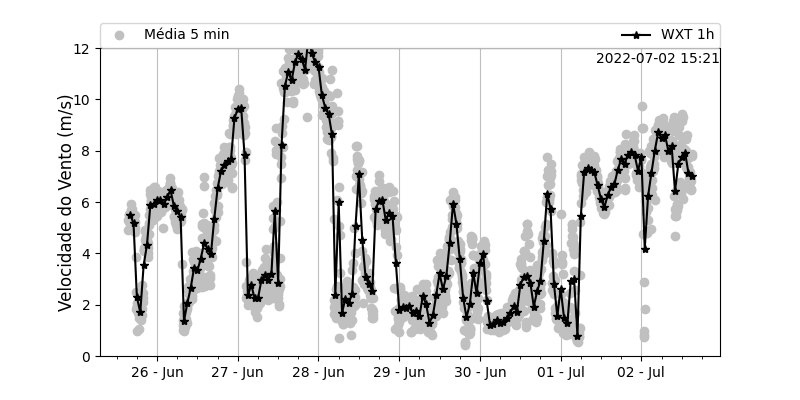 Média 5 min
WXT 1h
2022-07-02 15:21
Velocidade do Vento (m/s)
12
10
8
6
4
2
0
26 - Jun
27 - Jun
28 - Jun
29 - Jun
30 - Jun
01 - Jul
02 - Jul